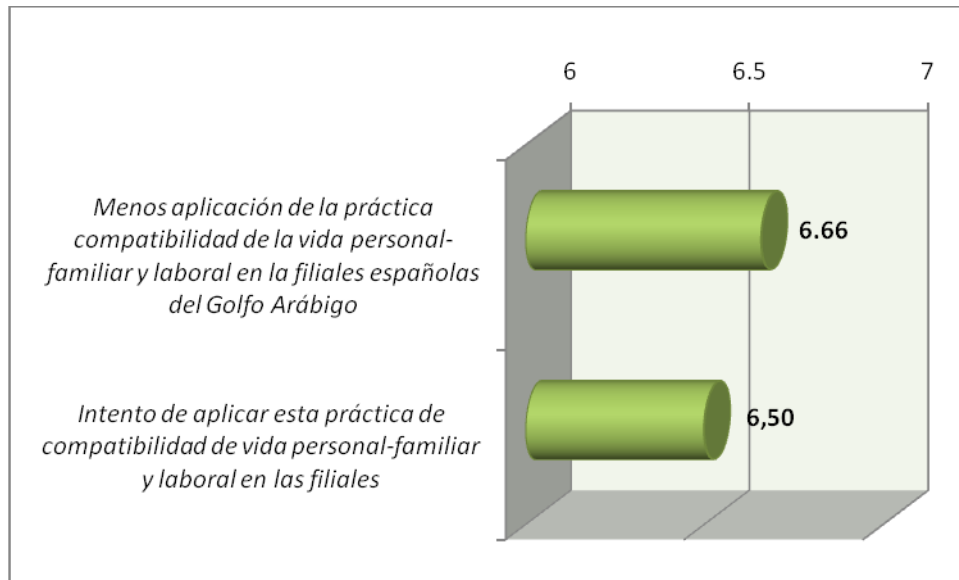 6 6.5 7
Menos aplicación de la práctica
compatibilidad de la vida personal-
familiar y laboral en la filiales españolas
del Golfo Arábigo
6.66
Intento de aplicar esta práctica de
compatibilidad de vida personal-familiar
y laboral en las filiales
6,50